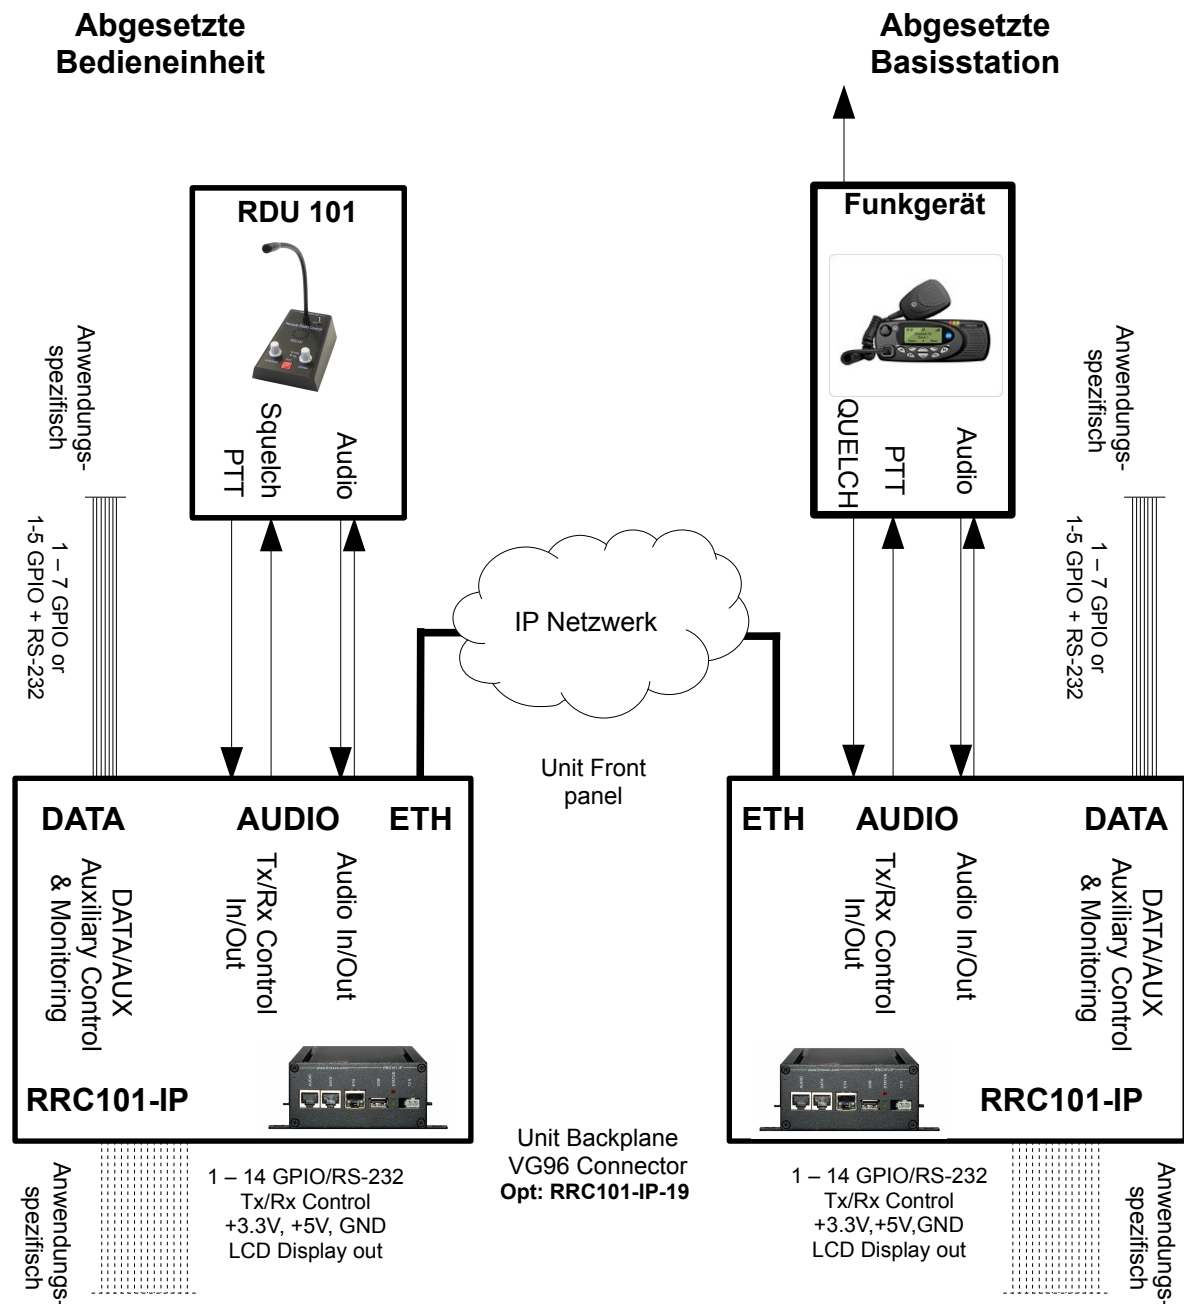 Abgesetzte
Bedieneinheit
Abgesetzte
Basisstation
RDU 101
Squelch
PTT
Audio
Funkgerät
QUELCH
PTT
Audio
Anwendungs-
spezifisch
1 – 7 GPIO or
1-5 GPIO + RS-232
Anwendungs-
spezifisch
1 – 7 GPIO or
1-5 GPIO + RS-232
IP Netzwerk
Unit Front
panel
DATA
AUDIO
ETH
DATA/AUX
Auxiliary Control
& Monitoring
Tx/Rx Control
In/Out
Audio In/Out
RRC101-IP
ETH
AUDIO
DATA
Tx/Rx Control
In/Out
Audio In/Out
DATA/AUX
Auxiliary Control
& Monitoring
RRC101-IP
Unit Backplane
VG96 Connector
Opt: RRC101-IP-19
Anwendungs-
spezifisch
1 – 14 GPIO/RS-232
Tx/Rx Control
+3.3V, +5V, GND
LCD Display out
1 – 14 GPIO/RS-232
Tx/Rx Control
+3.3V,+5V,GND
LCD Display out
Anwendungs-
spezifisch